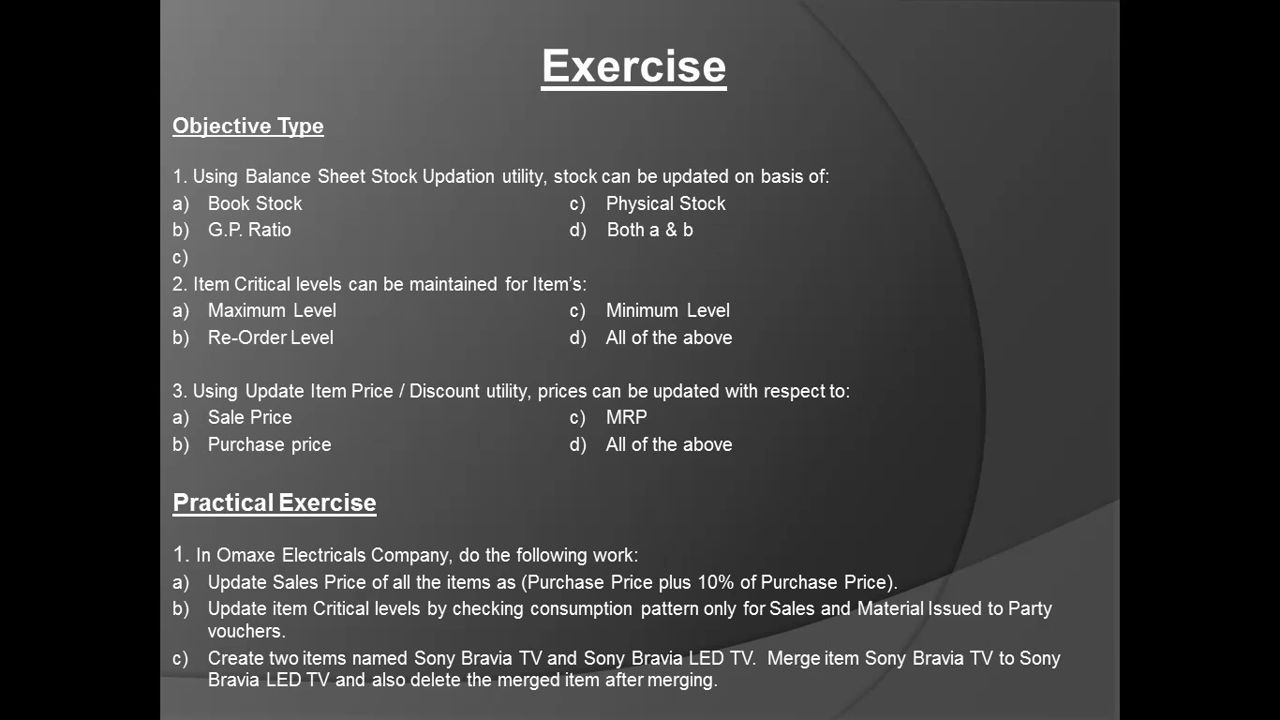 Exercise
Objective Type
1. Using Balance Sheet Stock Updation utility, stock can be updated on basis of:
a) Book Stock c) Physical Stock
b) G.P. Ratio d) Both a & b
c)
2. Item Critical levels can be maintained for Item's:
a) Maximum Level c) Minimum Level
b) Re-Order Level d) All of the above
3. Using Update Item Price / Discount utility, prices can be updated with respect to:
a) Sale Price c) MRP
b) Purchase price d) All of the above
Practical Exercise
1. In Omaxe Electricals Company, do the following work:
a) Update Sales Price of all the items as (Purchase Price plus 10% of Purchase Price).
b) Update item Critical levels by checking consumption pattern only for Sales and Material Issued to Party
vouchers.
c) Create two items named Sony Bravia TV and Sony Bravia LED TV. Merge item Sony Bravia TV to Sony
Bravia LED TV and also delete the merged item after merging.